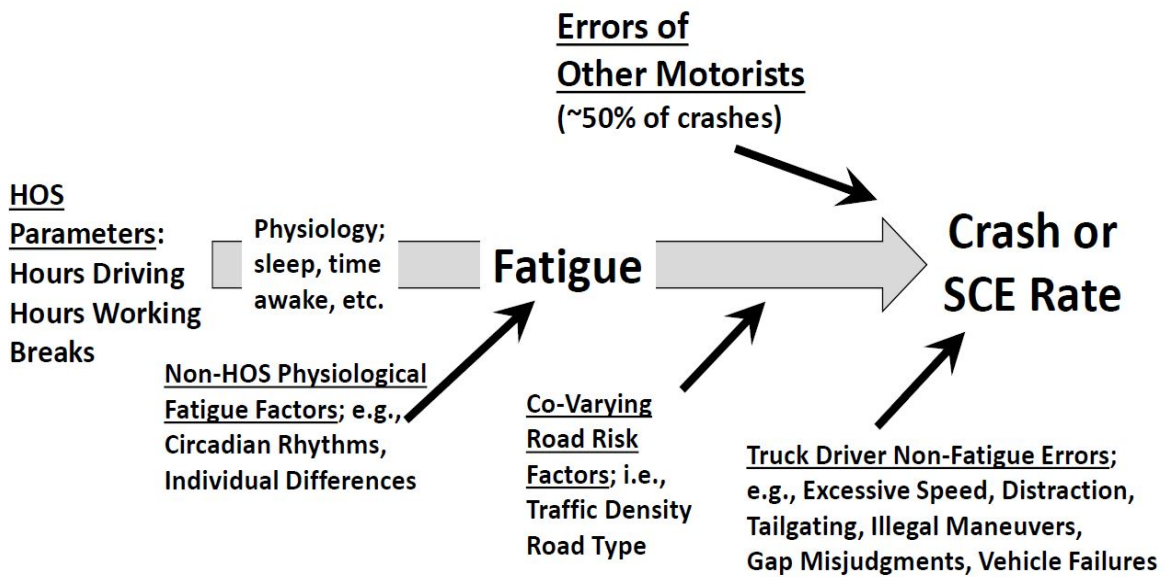 Errors of
Other Motorists
(~50% of crashes)
HOS
Parameters:
Hours Driving
Hours Working
Breaks
Physiology;
sleep, time
awake, etc.
Fatigue
Crash or
SCE Rate
Non-HOS Physiological
Fatigue Factors; e.g.,
Circadian Rhythms,
Individual Differences
Co-Varying
Road Risk
Factors; i.e.,
Traffic Density
Road Type
Truck Driver Non-Fatigue Errors;
e.g., Excessive Speed, Distraction,
Tailgating, Illegal Maneuvers,
Gap Misjudgments, Vehicle Failures